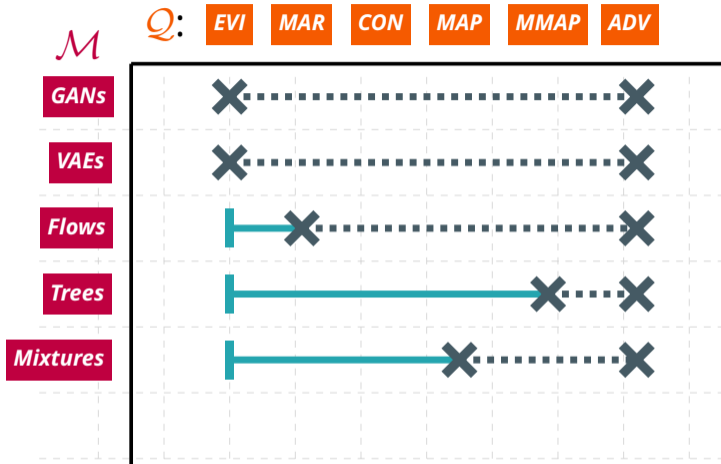 𝒬: EVI MAR CON MAP MMAP ADV
ℳ
GANs
VAEs
Flows
Trees
Mixtures